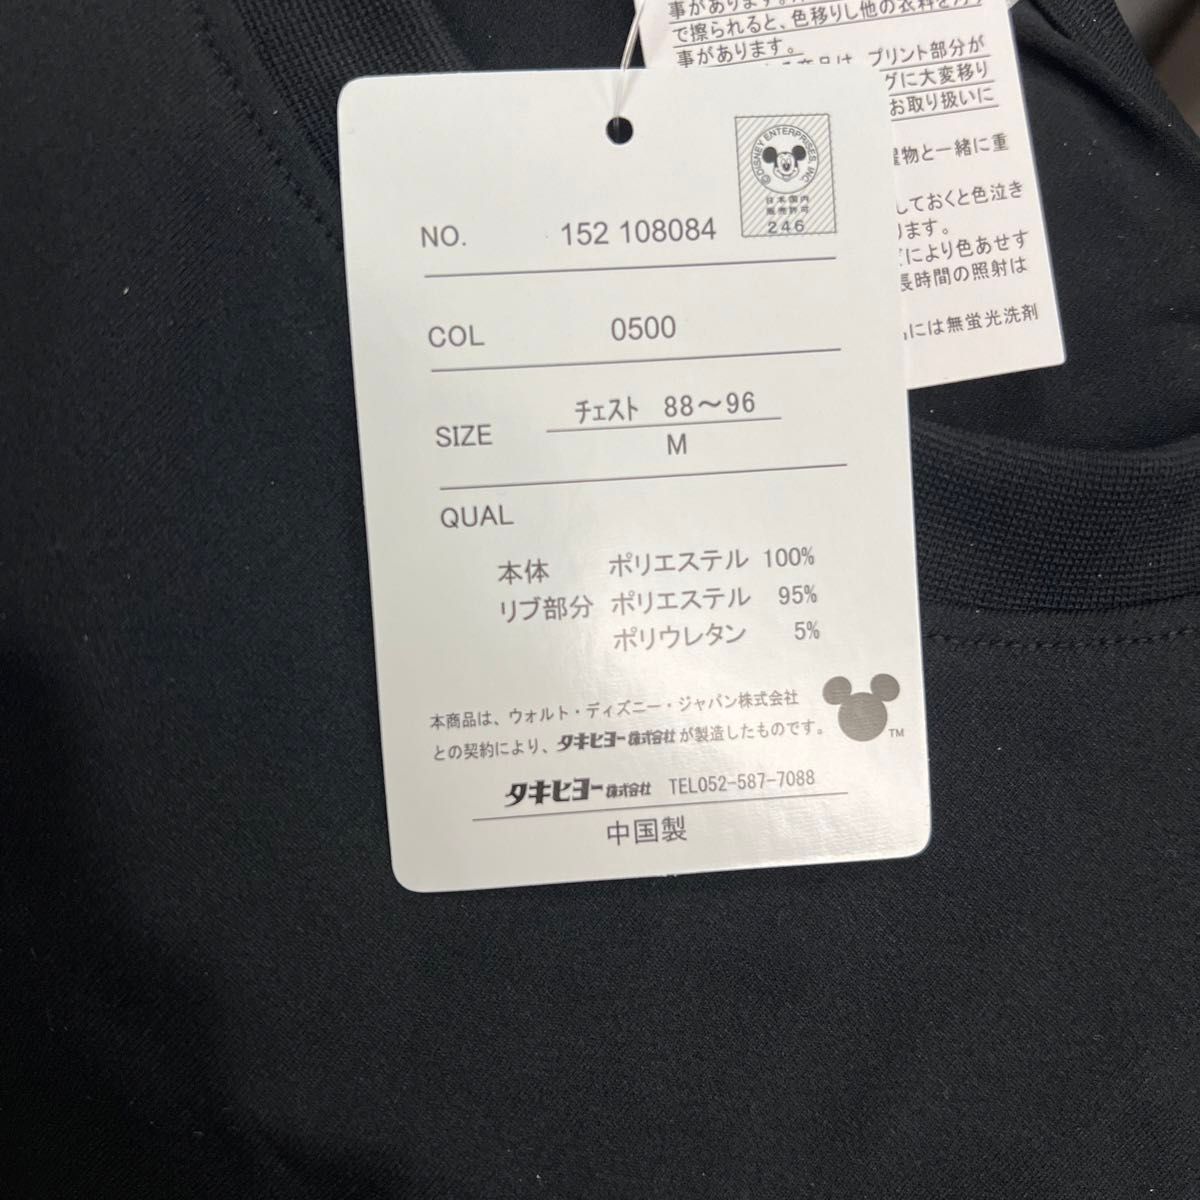 事があります。
で擦られると、色移りし他の衣料を
事があります。
プリント部分が
グに大変移り
お取り扱いに
物と一緒に重
しておくと色泣き
ります。
により色あせす
長時間の照射は
には無蛍光洗剤
©DISNEY ENTERPRISES, INC.
日本国内
販売許可
246
NO. 152 108084
COL 0500
SIZE チェスト 88～96
M
QUAL
本体 ポリエステル 100%
リブ部分 ポリエステル 95%
ポリウレタン 5%
本商品は、ウォルト・ディズニー・ジャパン株式会社
との契約により、タキヒヨー株式会社が製造したものです。
TM
タキヒヨー株式会社 TEL052-587-7088
中国製